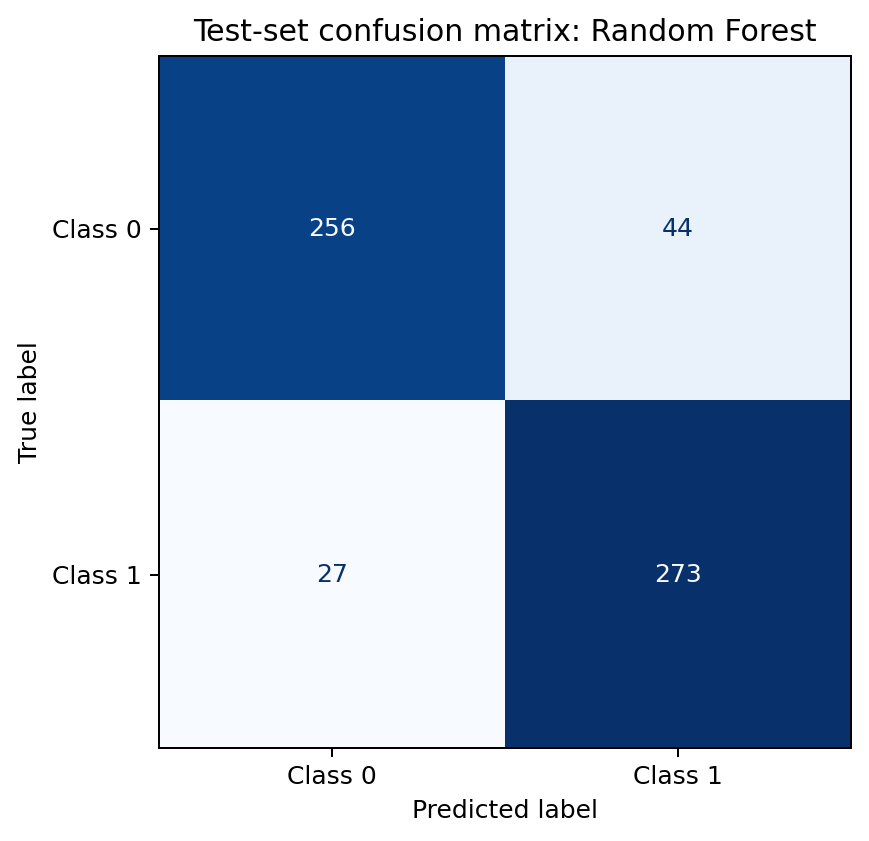 Test-set confusion matrix: Random Forest
True label
Class 0
256
44
Class 1
27
273
Class 0
Class 1
Predicted label